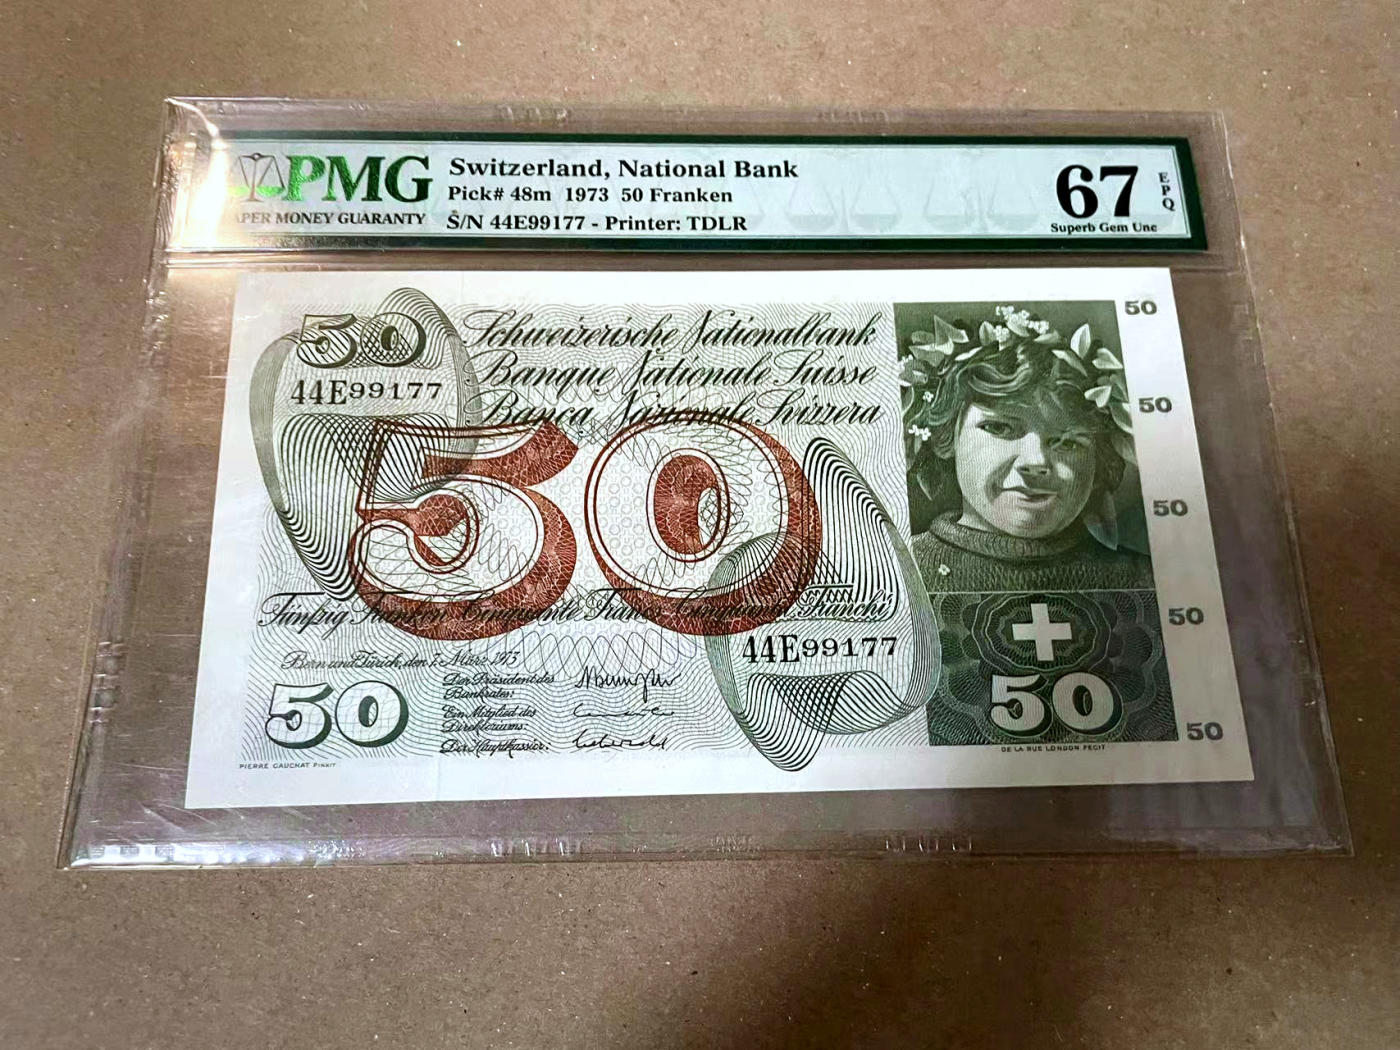 PMG
PAPER MONEY GUARANTY
Switzerland, National Bank
Pick# 48m 1973 50 Franken
S/N 44E99177 - Printer: TDLR
67
EPQ
Superb Gem Unc
50
44E99177
Schweizerische Nationalbank
Banque Nationale Suisse
Banca Nazionale Svizzera
50
Fünfzig Franken Cinquante Francs Cinquanta Franchi
44E99177
Bern und Zürich, den 7. März 1973
Der Präsident des
Bankrates:
Ein Mitglied des
Direktoriums:
Der Hauptkassier:
50
PIERRE GAUCHAT PINXIT
50
50
50
50
50
50
DE LA RUE LONDON FECIT